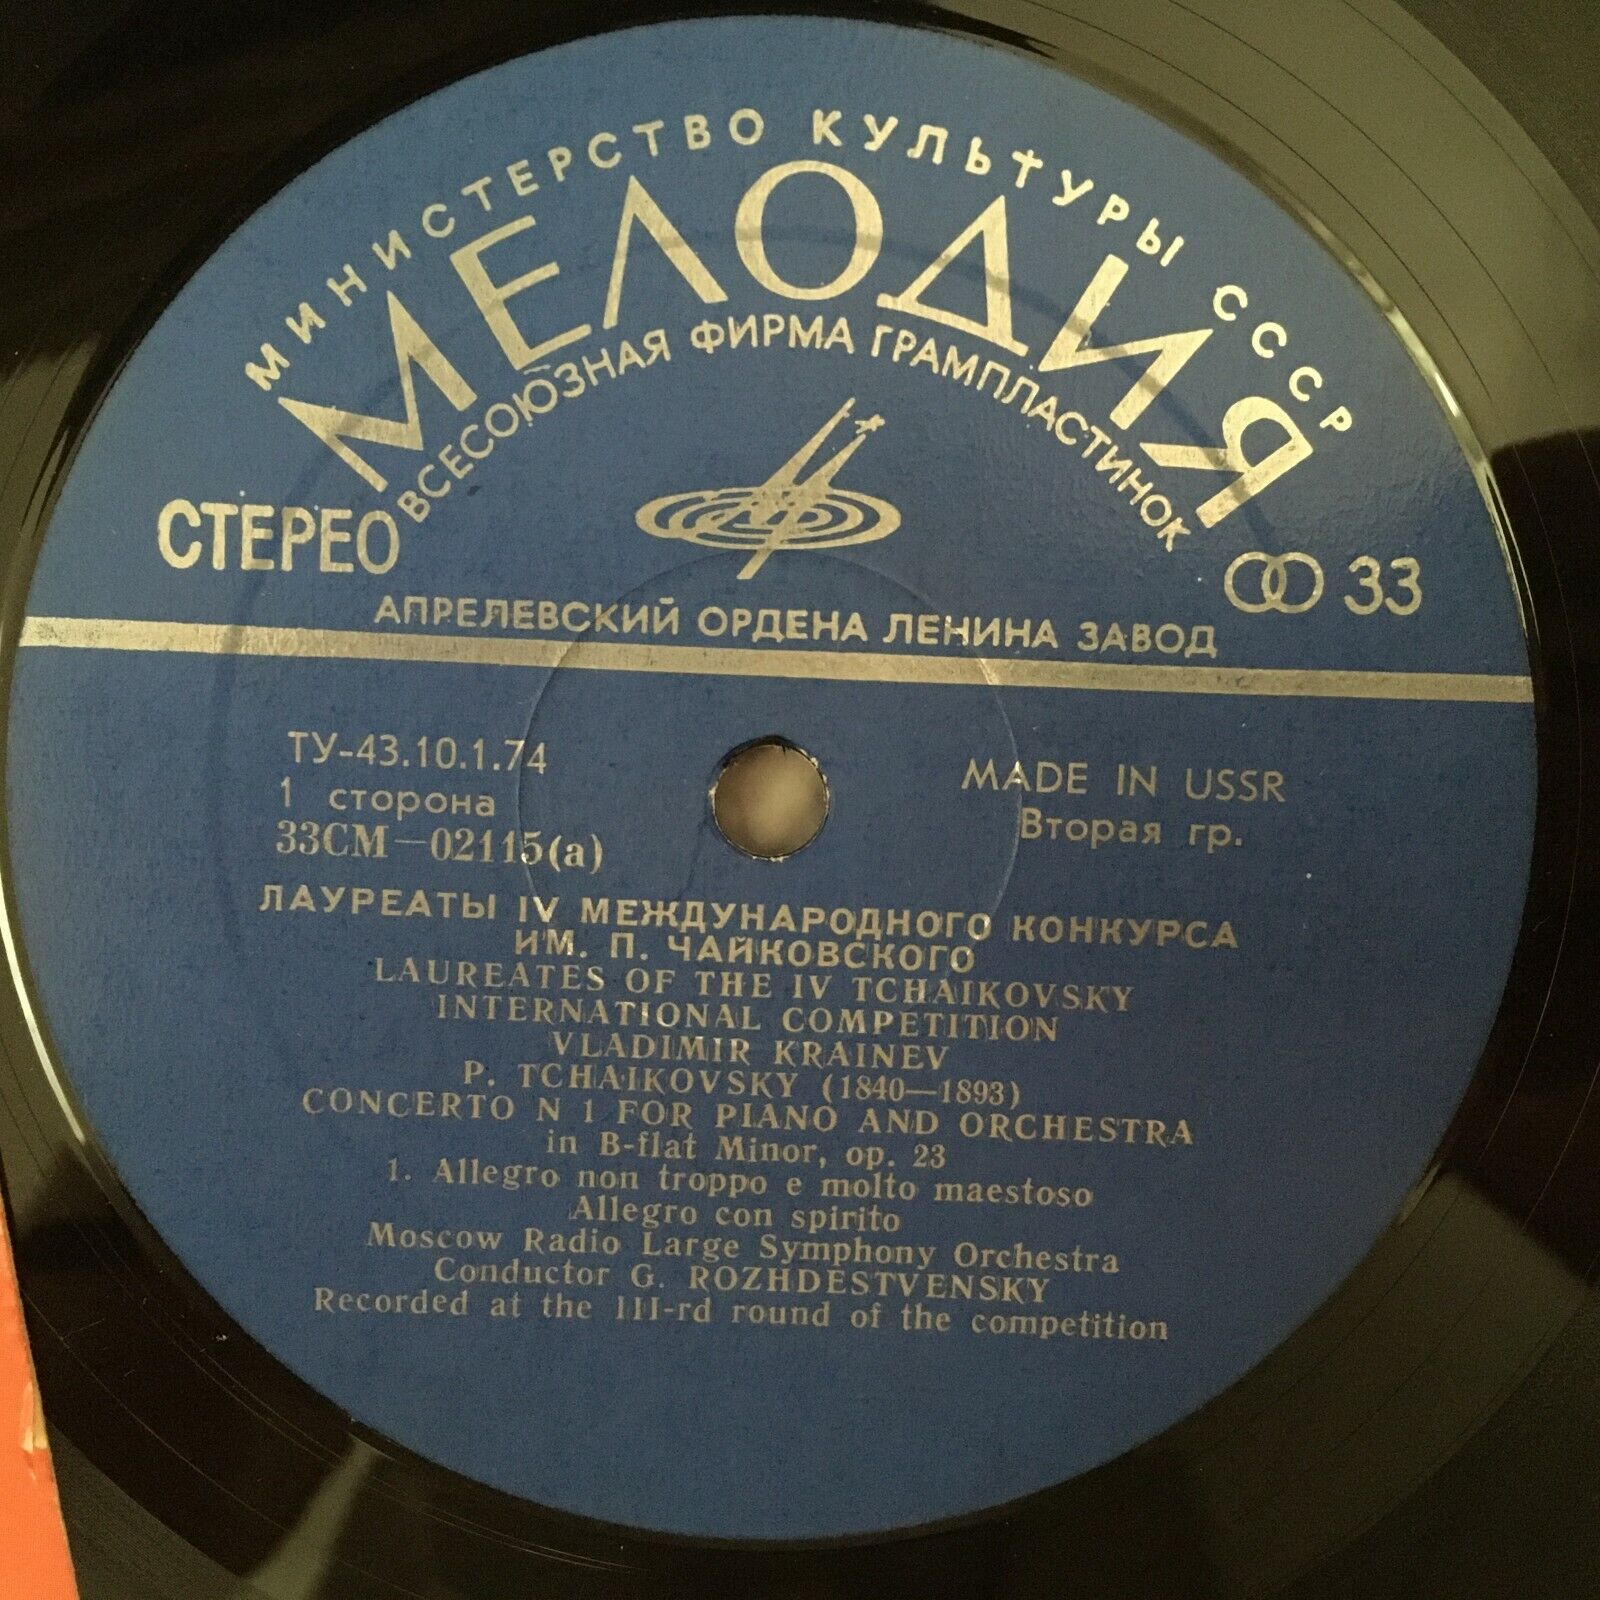 МИНИСТЕРСТВО КУЛЬТУРЫ СССР
МЕЛОДИЯ
ВСЕСОЮЗНАЯ ФИРМА ГРАМПЛАСТИНОК
СТЕРЕО
33
АПРЕЛЕВСКИЙ ОРДЕНА ЛЕНИНА ЗАВОД
ТУ-43.10.1.74
1 сторона
33СМ—02115(а)
MADE IN USSR
Вторая гр.
ЛАУРЕАТЫ IV МЕЖДУНАРОДНОГО КОНКУРСА
ИМ. П. ЧАЙКОВСКОГО
LAUREATES OF THE IV TCHAIKOVSKY
INTERNATIONAL COMPETITION
VLADIMIR KRAINEV
P. TCHAIKOVSKY (1840—1893)
CONCERTO N 1 FOR PIANO AND ORCHESTRA
in B-flat Minor, op. 23
1. Allegro non troppo e molto maestoso
Allegro con spirito
Moscow Radio Large Symphony Orchestra
Conductor G. ROZHDESTVENSKY
Recorded at the III-rd round of the competition